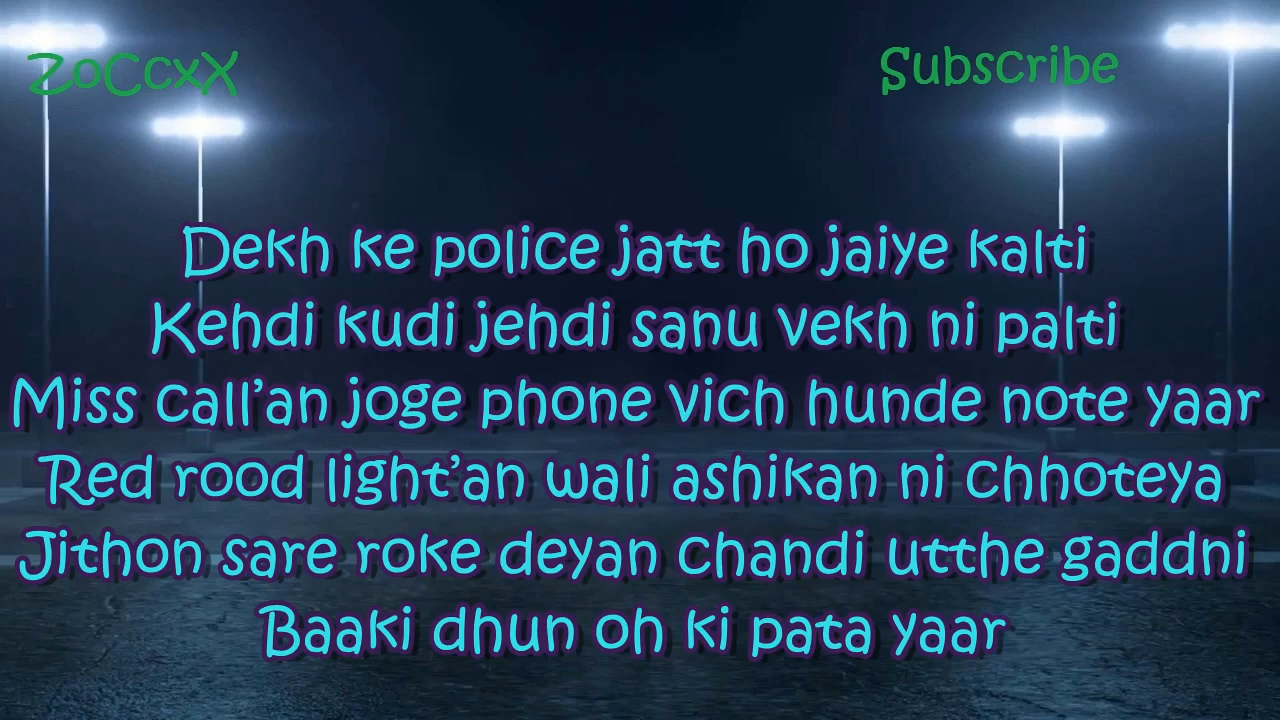 ZoCcxX
Subscribe
Dekh ke police jatt ho jaiye kalti
Kehdi kudi jehdi sanu vekh ni palti
Miss call’an joge phone vich hunde note yaar
Red rood light’an wali ashikan ni chhoteya
Jithon sare roke deyan chandi utthe gaddni
Baaki dhun oh ki pata yaar